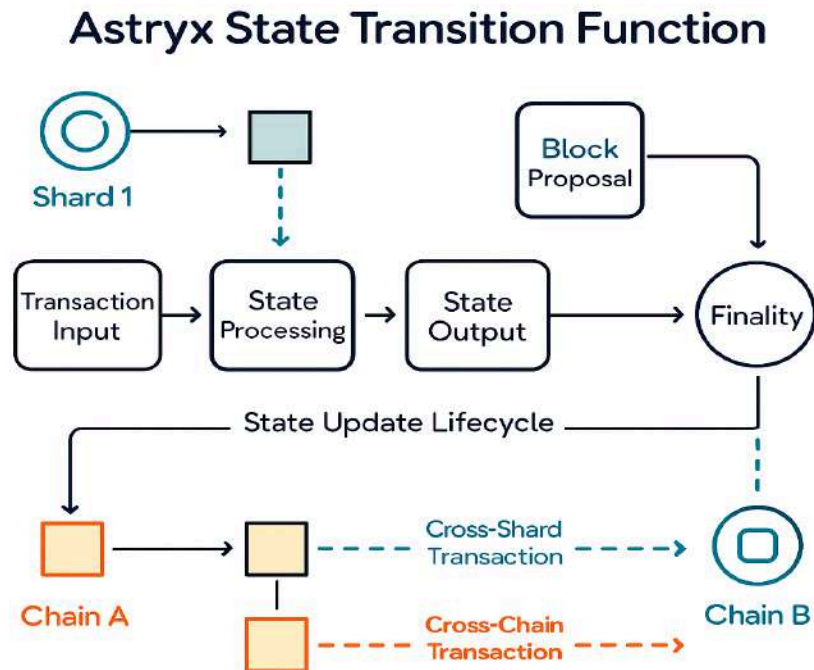 Astryx State Transition Function
Shard 1
Block
Proposal
Transaction
Input
State
Processing
State
Output
Finality
State Update Lifecycle
Cross-Shard
Transaction
Chain A
Chain B
Cross-Chain
Transaction